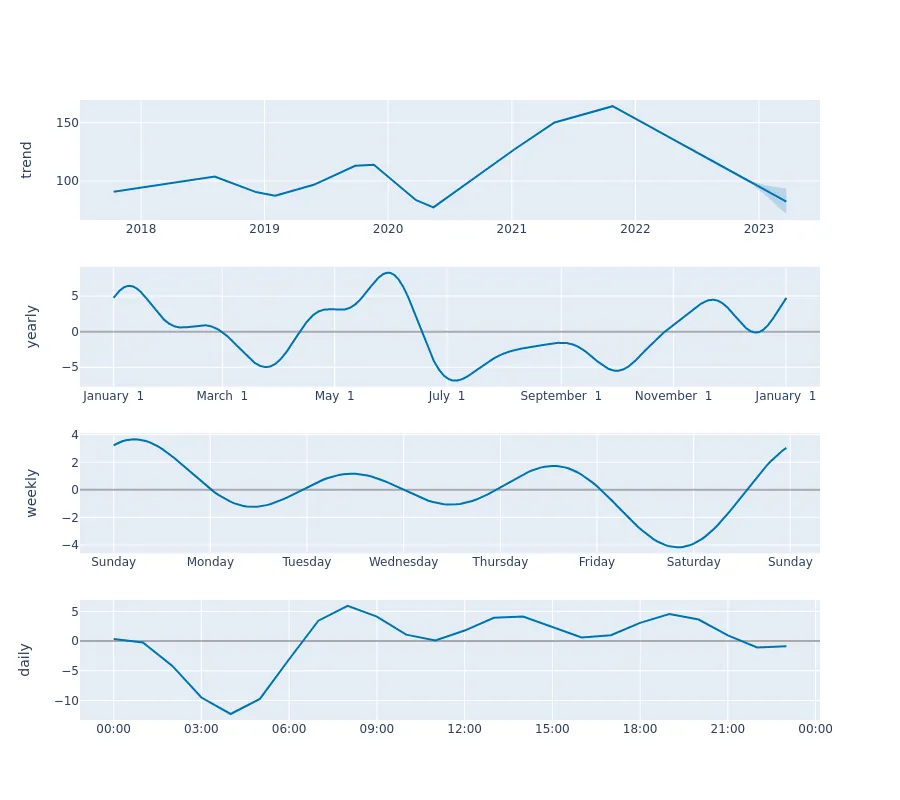 trend
150
100
2018 2019 2020 2021 2022 2023
yearly
5
0
−5
January 1 March 1 May 1 July 1 September 1 November 1 January 1
weekly
4
2
0
−2
−4
Sunday Monday Tuesday Wednesday Thursday Friday Saturday Sunday
daily
5
0
−5
−10
00:00 03:00 06:00 09:00 12:00 15:00 18:00 21:00 00:00